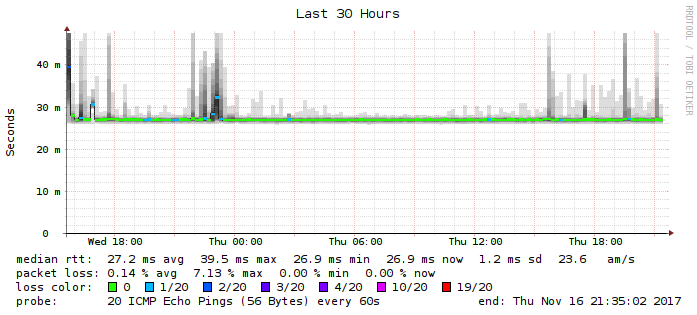 Last 30 Hours
RRDTOOL / TOBI OETIKER
Seconds
40 m
30 m
20 m
10 m
0
Wed 18:00 Thu 00:00 Thu 06:00 Thu 12:00 Thu 18:00
median rtt: 27.2 ms avg 39.5 ms max 26.9 ms min 26.9 ms now 1.2 ms sd 23.6 am/s
packet loss: 0.14 % avg 7.13 % max 0.00 % min 0.00 % now
loss color: 0 1/20 2/20 3/20 4/20 10/20 19/20
probe: 20 ICMP Echo Pings (56 Bytes) every 60s end: Thu Nov 16 21:35:02 2017